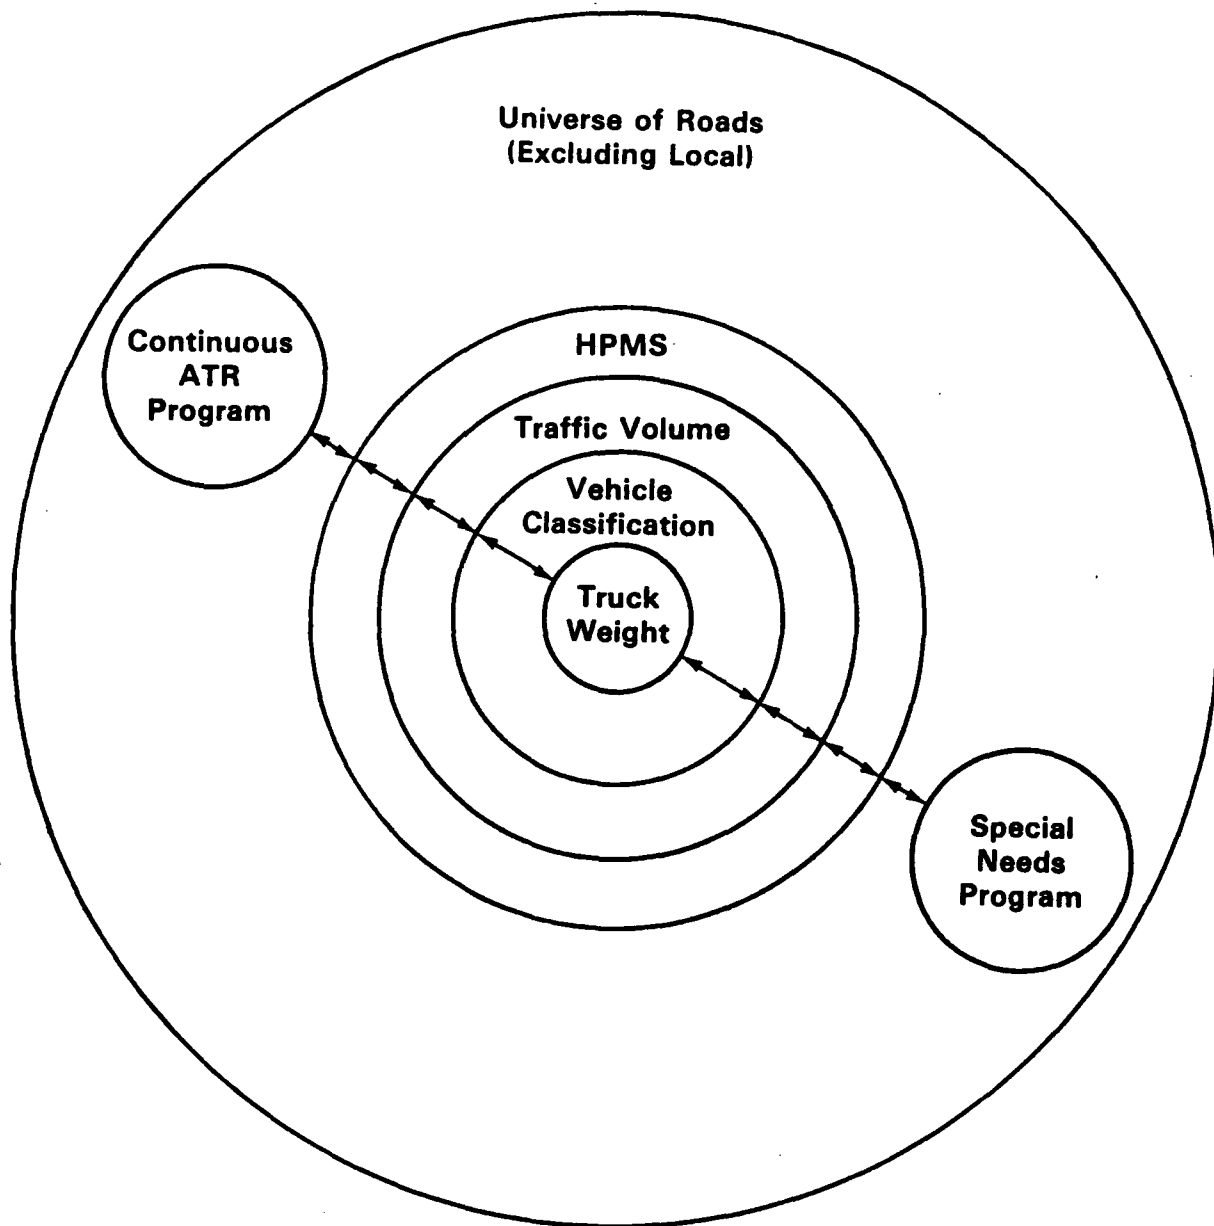 Universe of Roads
(Excluding Local)
Continuous
ATR
Program
HPMS
Traffic Volume
Vehicle
Classification
Truck
Weight
Special
Needs
Program